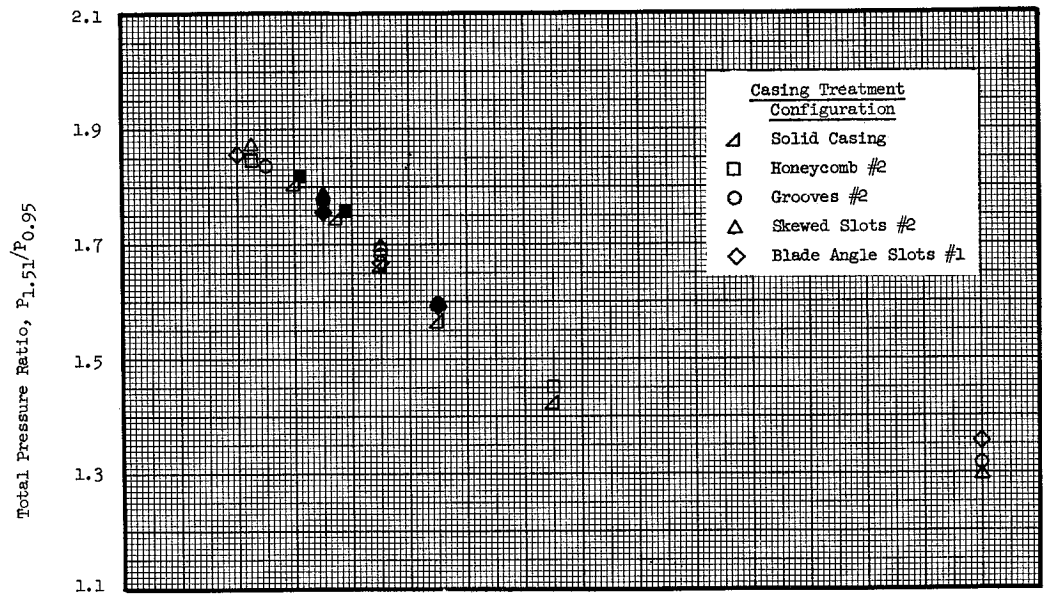 2.1
1.9
1.7
1.5
1.3
1.1
Total Pressure Ratio, P1.51/P0.95
Casing Treatment
Configuration
Solid Casing
Honeycomb #2
Grooves #2
Skewed Slots #2
Blade Angle Slots #1